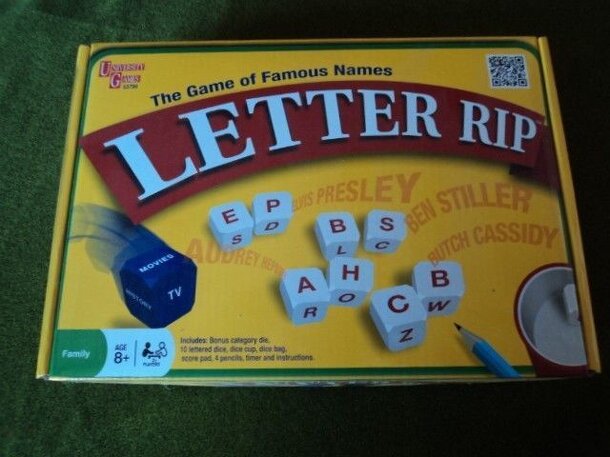 UNIVERSITY
GAMES
The Game of Famous Names
LETTER RIP
ELVIS PRESLEY
BEN STILLER
AUDREY HEPB
BUTCH CASSIDY
E P
S D
B S
L C
A H
R O
C B
Z W
MOVIES
HISTORY TV
Family
AGE
8+
Includes: Bonus category die,
10 lettered dice, dice cup, dice bag,
score pad, 4 pencils, timer and instructions.